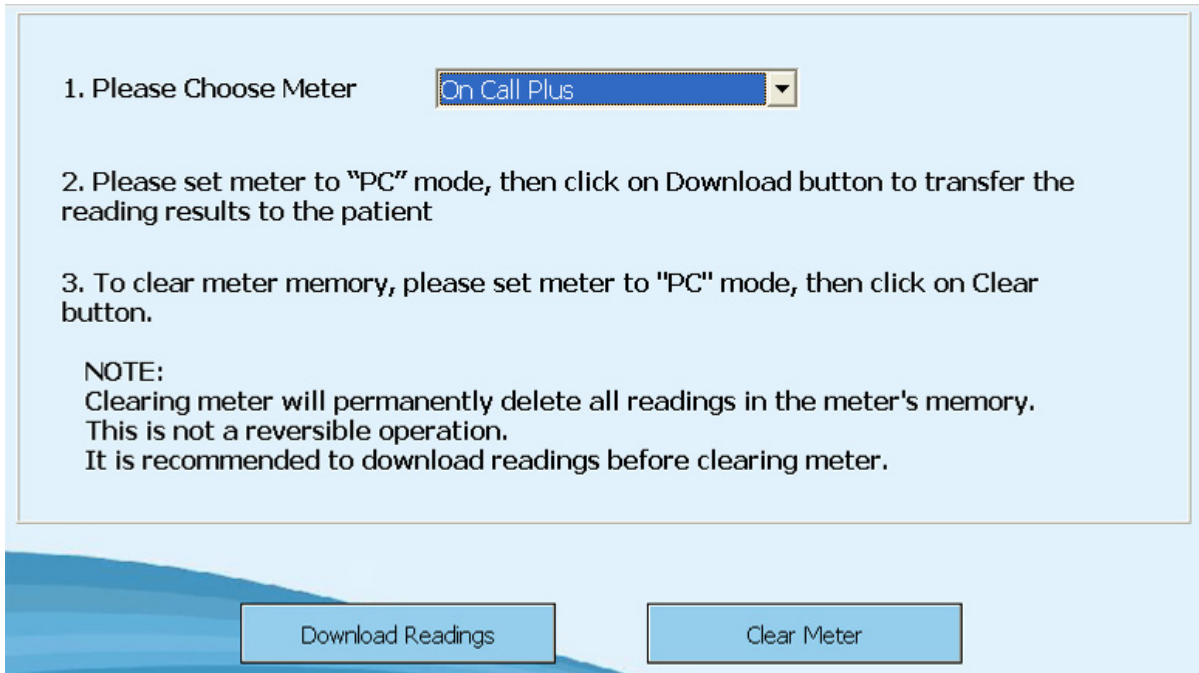 1. Please Choose Meter On Call Plus
2. Please set meter to “PC” mode, then click on Download button to transfer the
reading results to the patient
3. To clear meter memory, please set meter to "PC" mode, then click on Clear
button.
NOTE:
Clearing meter will permanently delete all readings in the meter's memory.
This is not a reversible operation.
It is recommended to download readings before clearing meter.
Download Readings Clear Meter